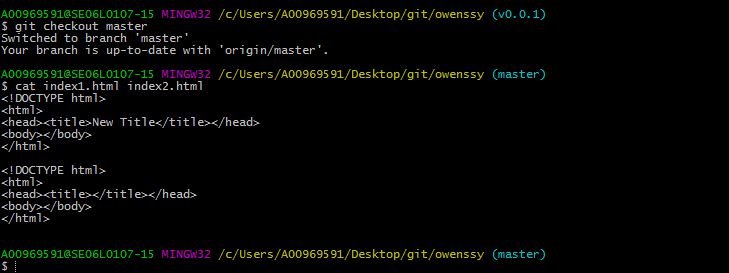 A00969591@SE06L0107-15 MINGW32 /c/Users/A00969591/Desktop/git/owenssy (v0.0.1)
$ git checkout master
Switched to branch 'master'
Your branch is up-to-date with 'origin/master'.
A00969591@SE06L0107-15 MINGW32 /c/Users/A00969591/Desktop/git/owenssy (master)
$ cat index1.html index2.html
<!DOCTYPE html>
<html>
<head><title>New Title</title></head>
<body></body>
</html>
<!DOCTYPE html>
<html>
<head><title></title></head>
<body></body>
</html>
A00969591@SE06L0107-15 MINGW32 /c/Users/A00969591/Desktop/git/owenssy (master)
$